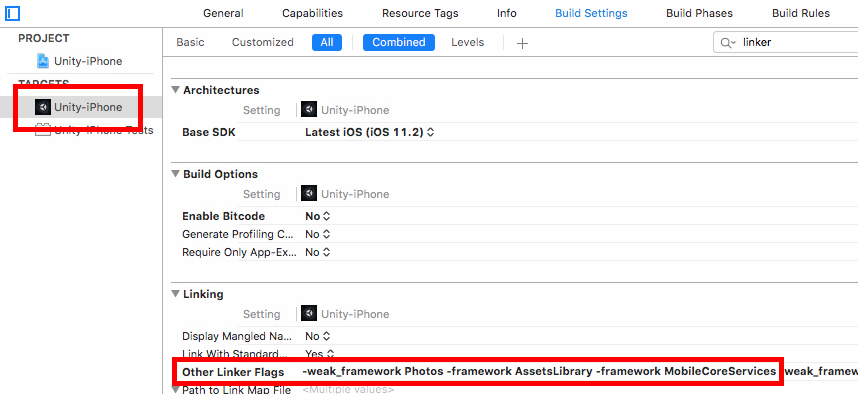 General Capabilities Resource Tags Info Build Settings Build Phases Build Rules
PROJECT
Basic Customized All Combined Levels + linker
Unity-iPhone
TARGETS
Unity-iPhone
Unity-iPhone Tests
Architectures
Setting Unity-iPhone
Base SDK Latest iOS (iOS 11.2)
Build Options
Setting Unity-iPhone
Enable Bitcode No
Generate Profiling C... No
Require Only App-Ex... No
Linking
Setting Unity-iPhone
Display Mangled Na... No
Link With Standard... Yes
Other Linker Flags -weak_framework Photos -framework AssetsLibrary -framework MobileCoreServices weak_framew
Path to Link Map File <Multiple values>